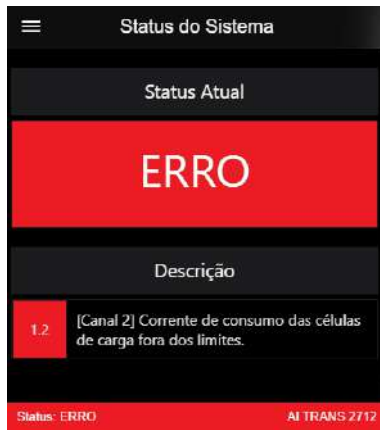 Status do Sistema
Status Atual
ERRO
Descrição
1.2
[Canal 2] Corrente de consumo das células
de carga fora dos limites.
Status: ERRO
AI TRANS 2712